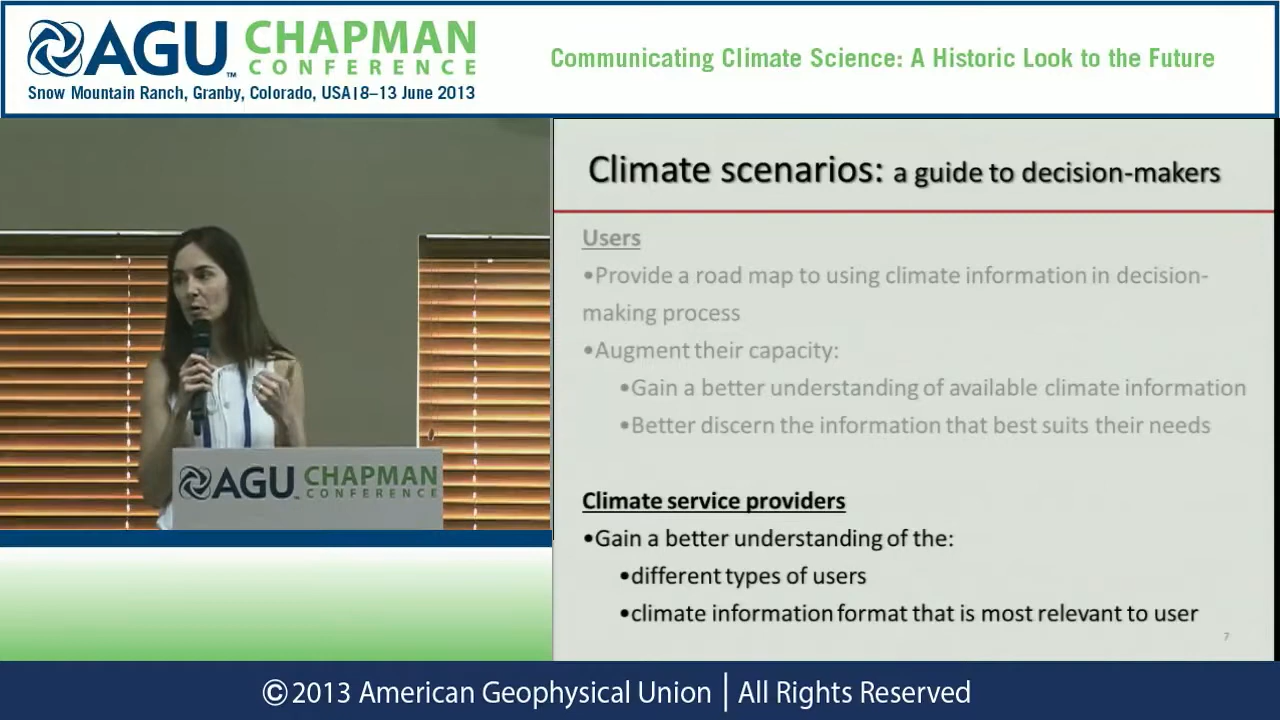 AGU CHAPMAN
CONFERENCE
™
Snow Mountain Ranch, Granby, Colorado, USA|8–13 June 2013
Communicating Climate Science: A Historic Look to the Future
Climate scenarios: a guide to decision-makers
Users
•Provide a road map to using climate information in decision-
making process
•Augment their capacity:
•Gain a better understanding of available climate information
•Better discern the information that best suits their needs
Climate service providers
•Gain a better understanding of the:
•different types of users
•climate information format that is most relevant to user
7
AGU CHAPMAN
CONFERENCE
©2013 American Geophysical Union | All Rights Reserved